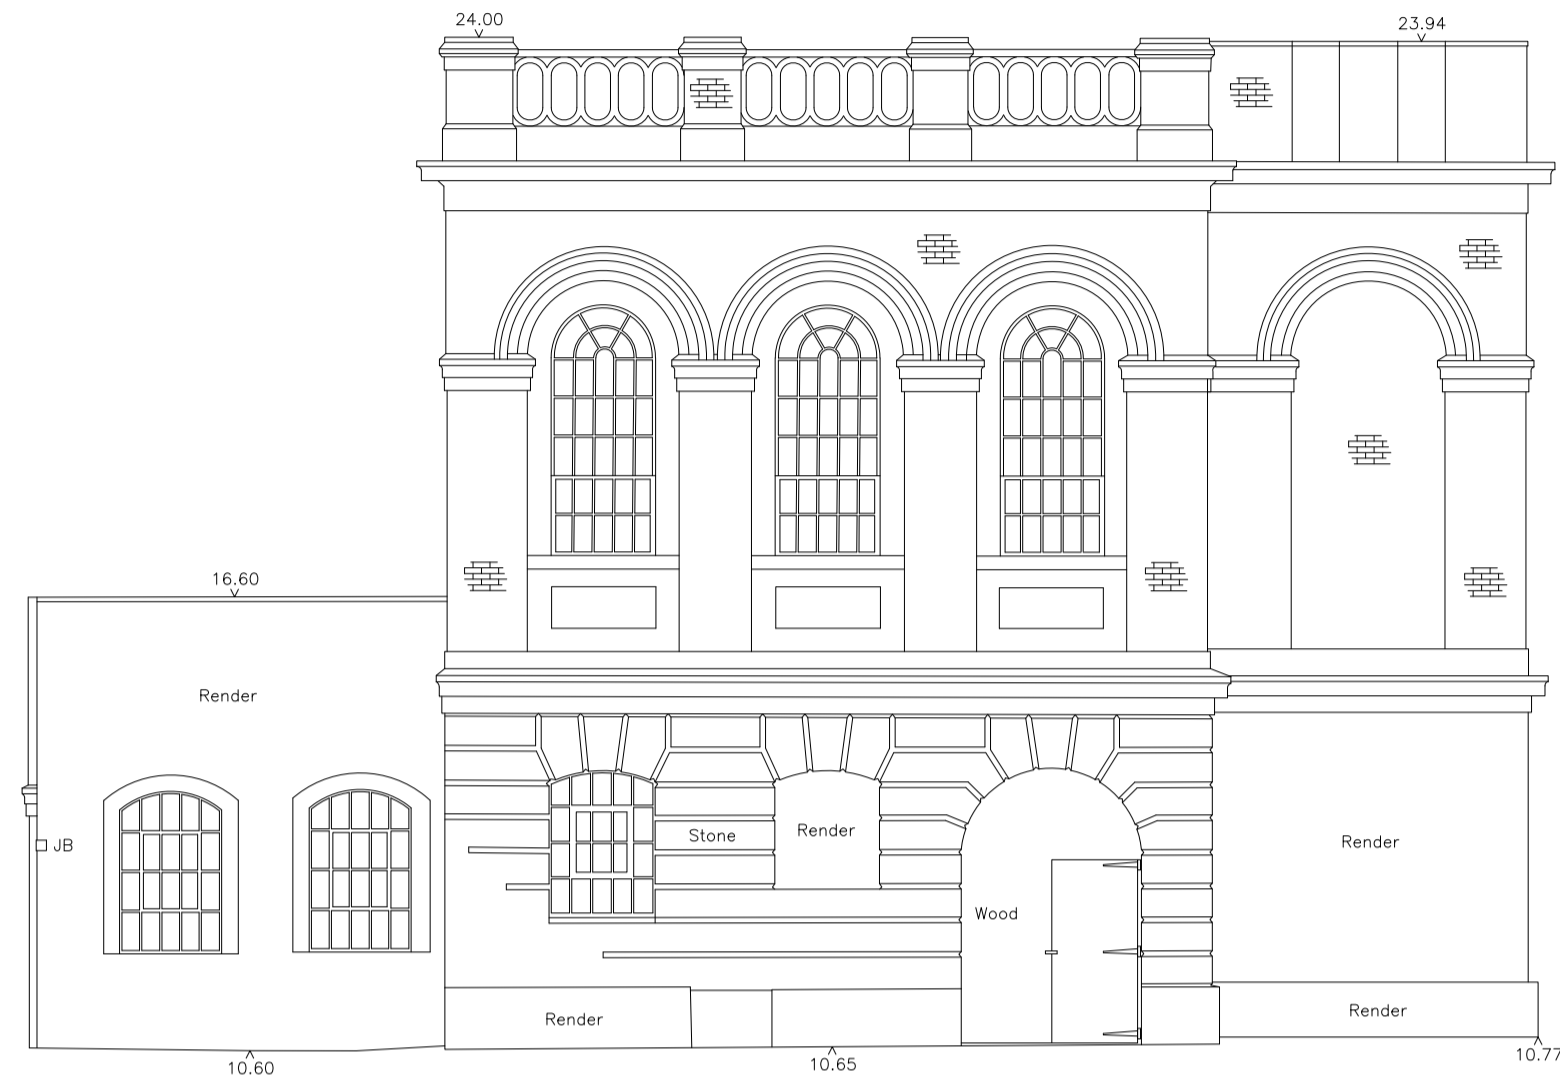 24.00
23.94
16.60
Render
JB
Stone
Render
Render
Wood
Render
Render
10.60
10.65
10.77